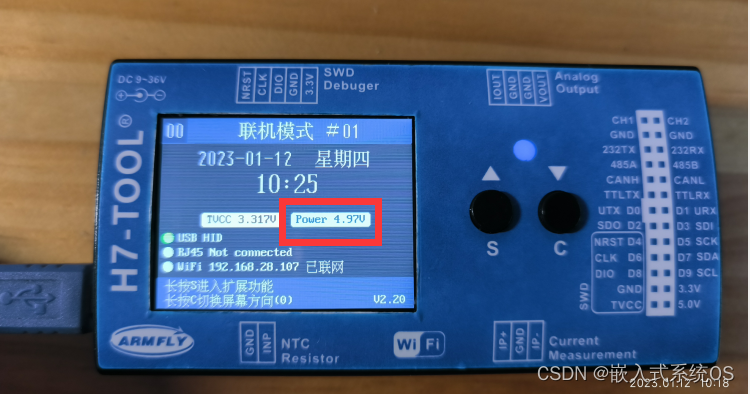 DC 9~36V
NRST
CLK
DIO
GND
3.3V
SWD
Debuger
IOUT
GND
GND
VOUT
Analog
Output
H7-TOOL®
00 联机模式 #01
2023-01-12 星期四
10:25
TVCC 3.317V Power 4.97V
USB HID
RJ45 Not connected
WiFi 192.168.28.107 已联网
长按S进入扩展功能
长按C切换屏幕方向(0) V2.20
S C
CH1 CH2
GND GND
232TX 232RX
485A 485B
CANH CANL
TTLTX TTLRX
UTX D0 D1 URX
SDO D2 D3 SDI
NRST D4 D5 SCK
CLK D6 D7 SDA
DIO D8 D9 SCL
GND 3.3V
TVCC 5.0V
SWD
ARMFLY
GND
INP
NTC
Resistor
WiFi
IP+
GND
IP-
Current
Measurement
CSDN @嵌入式系统OS
2023.01.12 10:18